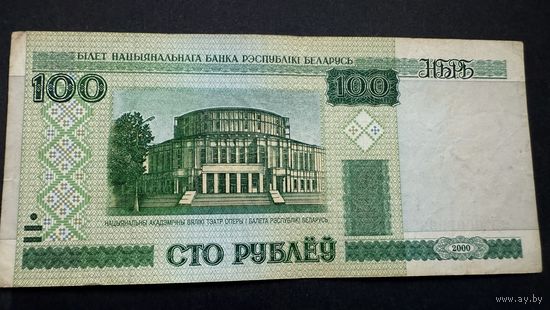 БІЛЕТ НАЦЫЯНАЛЬНАГА БАНКА РЭСПУБЛІКІ БЕЛАРУСЬ
100
100
НБРБ
НАЦЫЯНАЛЬНЫ АКАДЭМІЧНЫ ВЯЛІКІ ТЭАТР ОПЕРЫ І БАЛЕТА РЭСПУБЛІКІ БЕЛАРУСЬ
СТО РУБЛЁЎ
2000
www.ay.by